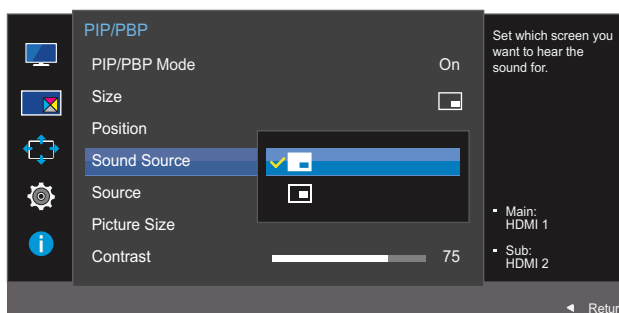 PIP/PBP
PIP/PBP Mode On
Size
Position
Sound Source
Source
Picture Size
Contrast 75
Set which screen you
want to hear the
sound for.
Main:
HDMI 1
Sub:
HDMI 2
Retur